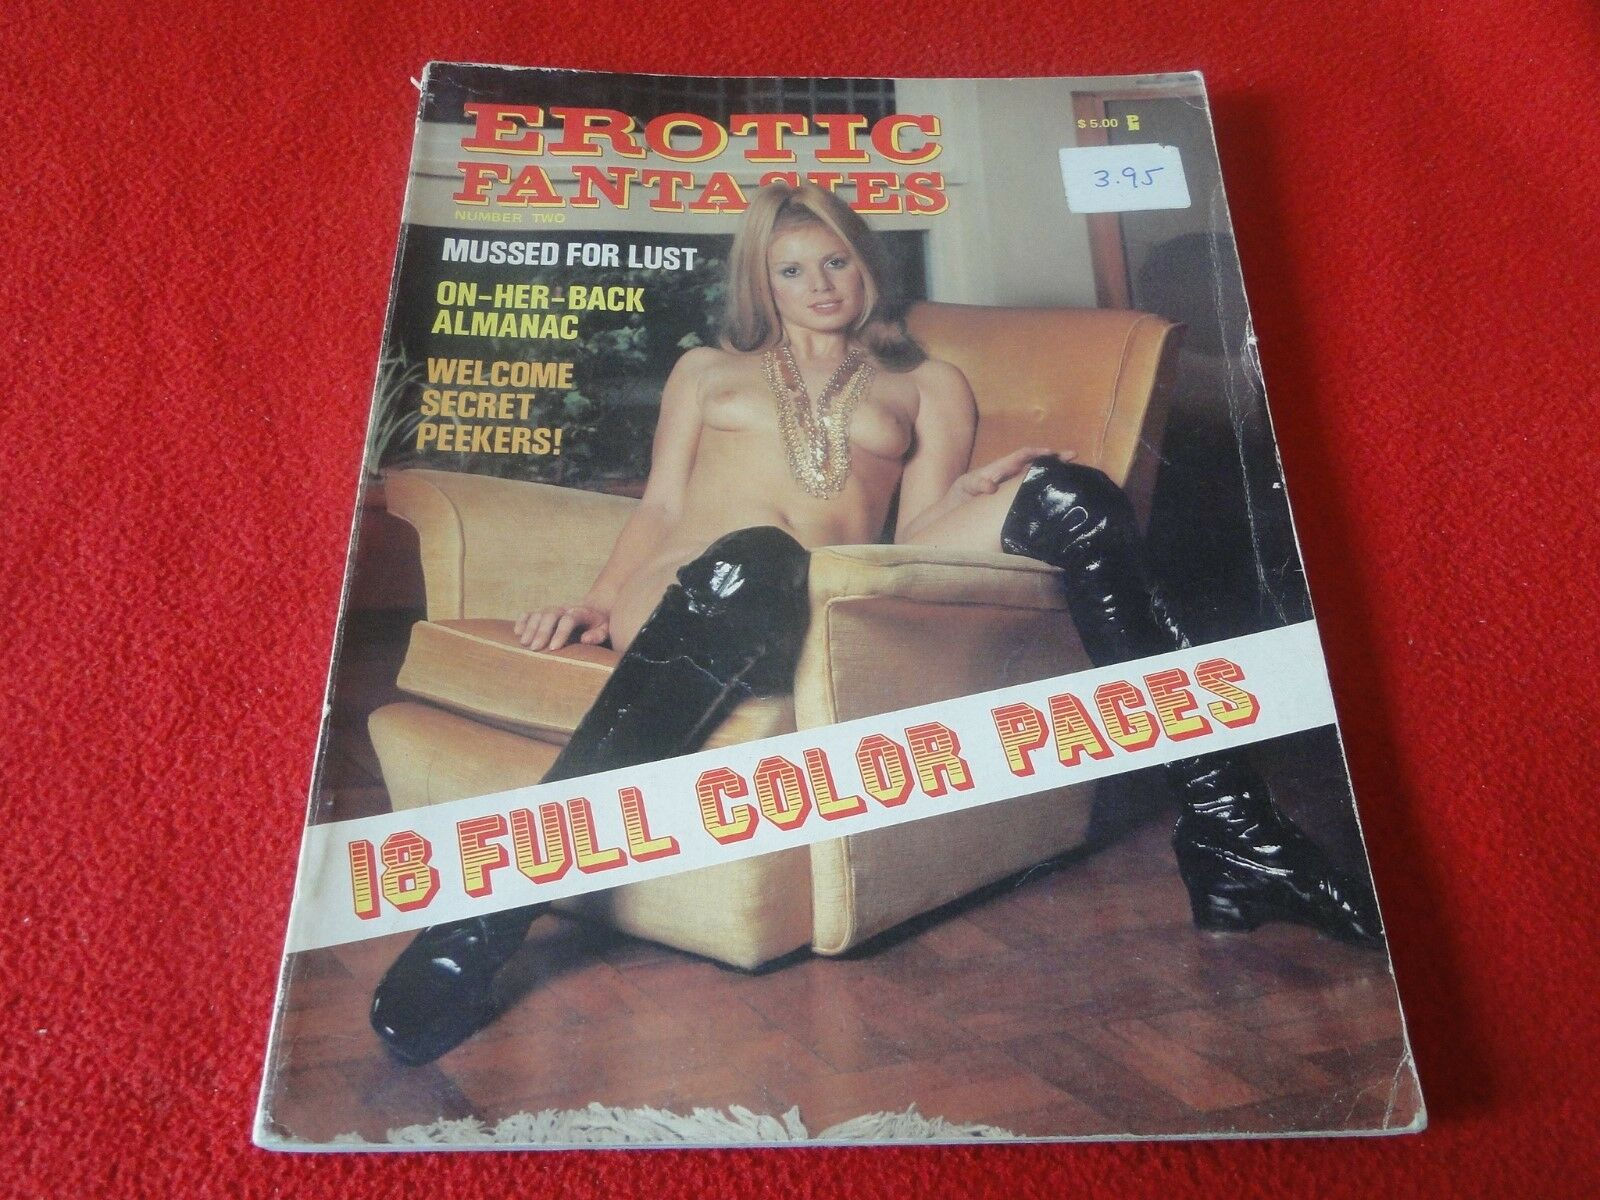 EROTIC
FANTASIES
NUMBER TWO
$5.00 PN
3.95
MUSSED FOR LUST
ON-HER-BACK
ALMANAC
WELCOME
SECRET
PEEKERS!
18 FULL COLOR PAGES